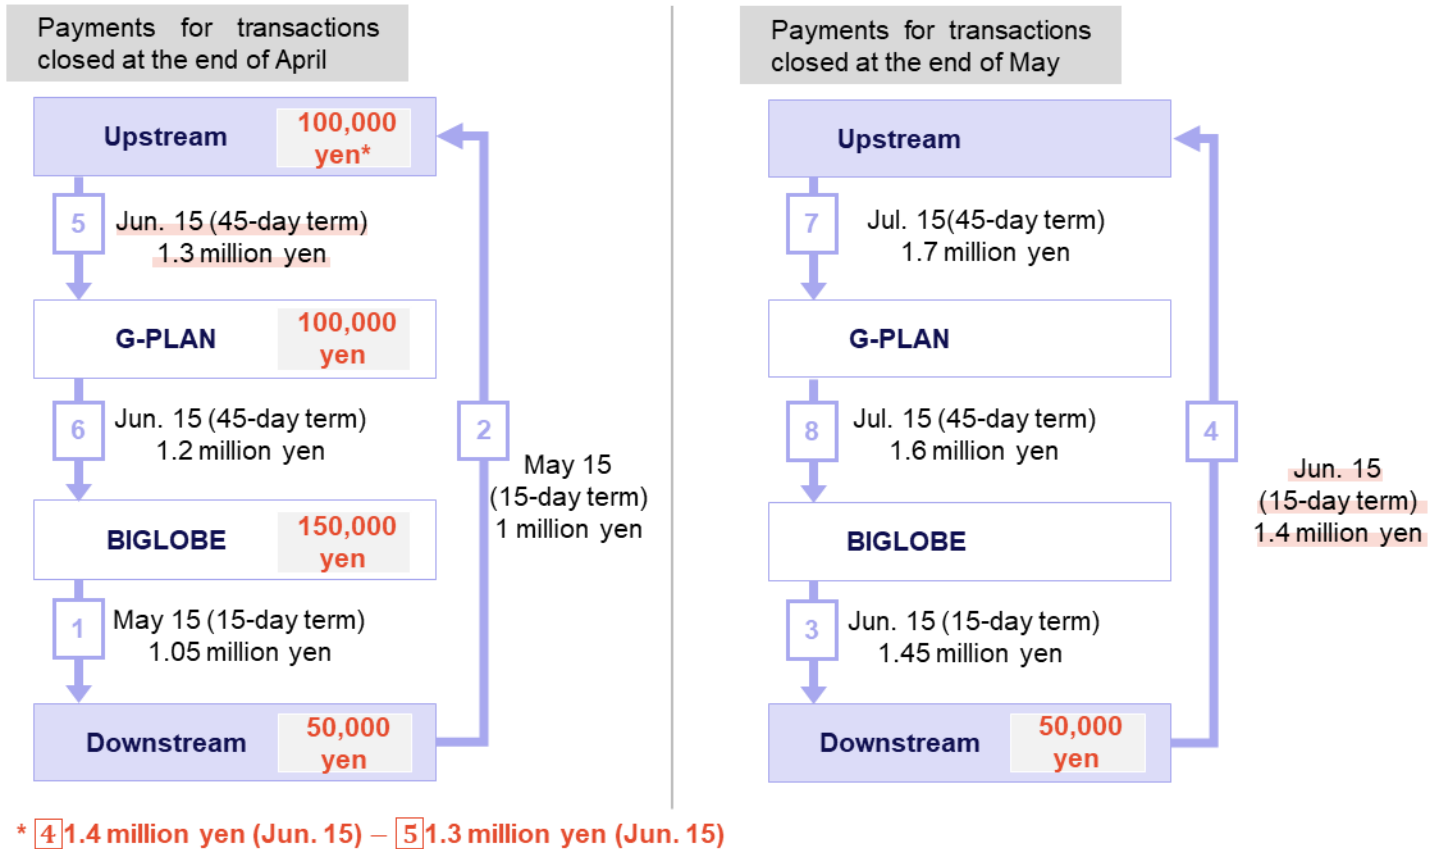 Payments for transactions
closed at the end of April
Upstream
100,000
yen*
5
Jun. 15 (45-day term)
1.3 million yen
G-PLAN
100,000
yen
6
Jun. 15 (45-day term)
1.2 million yen
2
May 15
(15-day term)
1 million yen
BIGLOBE
150,000
yen
1
May 15 (15-day term)
1.05 million yen
Downstream
50,000
yen
Payments for transactions
closed at the end of May
Upstream
7
Jul. 15(45-day term)
1.7 million yen
G-PLAN
8
Jul. 15 (45-day term)
1.6 million yen
4
Jun. 15
(15-day term)
1.4 million yen
BIGLOBE
3
Jun. 15 (15-day term)
1.45 million yen
Downstream
50,000
yen
* 4 1.4 million yen (Jun. 15) – 5 1.3 million yen (Jun. 15)